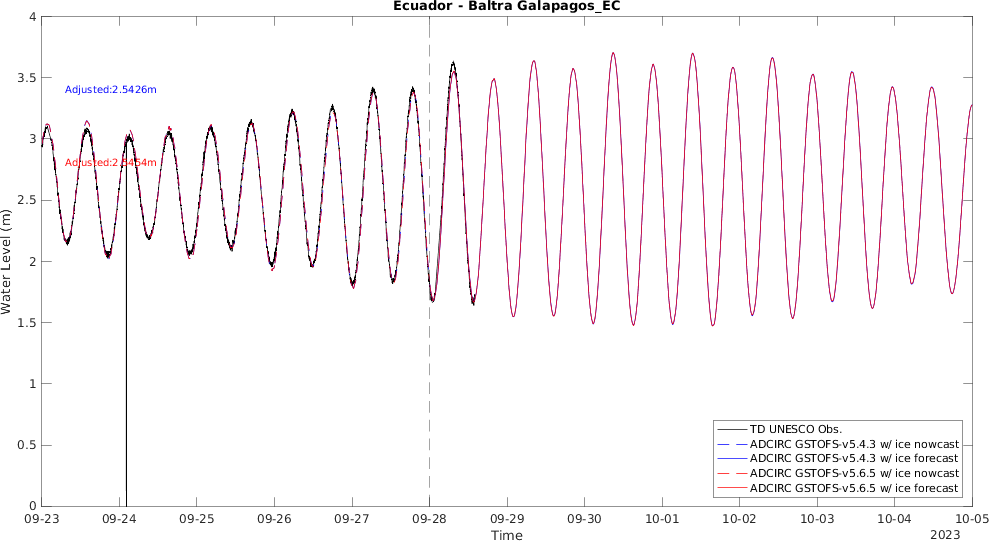 Ecuador - Baltra Galapagos_EC
Water Level (m)
4
3.5
3
2.5
2
1.5
1
0.5
0
Adjusted:2.5426m
Adjusted:2.5454m
TD UNESCO Obs.
ADCIRC GSTOFS-v5.4.3 w/ ice nowcast
ADCIRC GSTOFS-v5.4.3 w/ ice forecast
ADCIRC GSTOFS-v5.6.5 w/ ice nowcast
ADCIRC GSTOFS-v5.6.5 w/ ice forecast
09-23 09-24 09-25 09-26 09-27 09-28 09-29 09-30 10-01 10-02 10-03 10-04 10-05
Time
2023